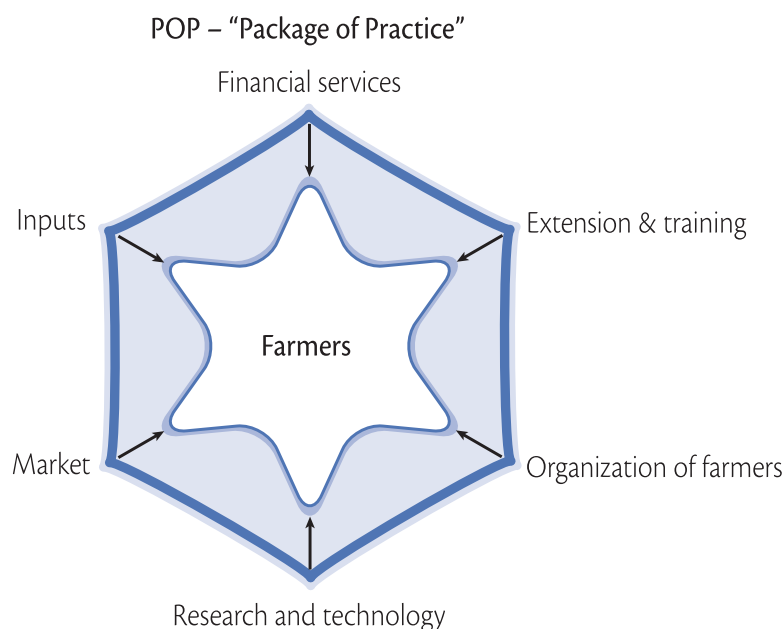 POP – “Package of Practice”
Financial services
Inputs
Extension & training
Farmers
Market
Organization of farmers
Research and technology